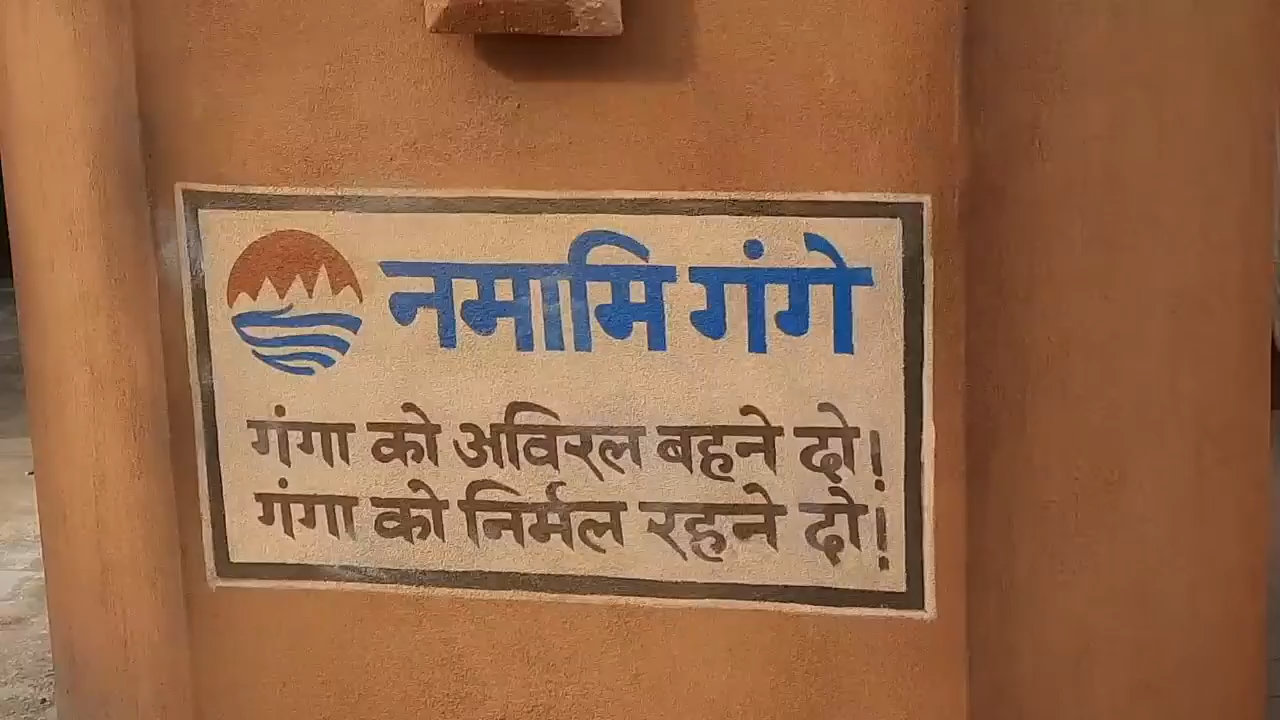 नमामि गंगे
गंगा को अविरल बहने दो!
गंगा को निर्मल रहने दो!